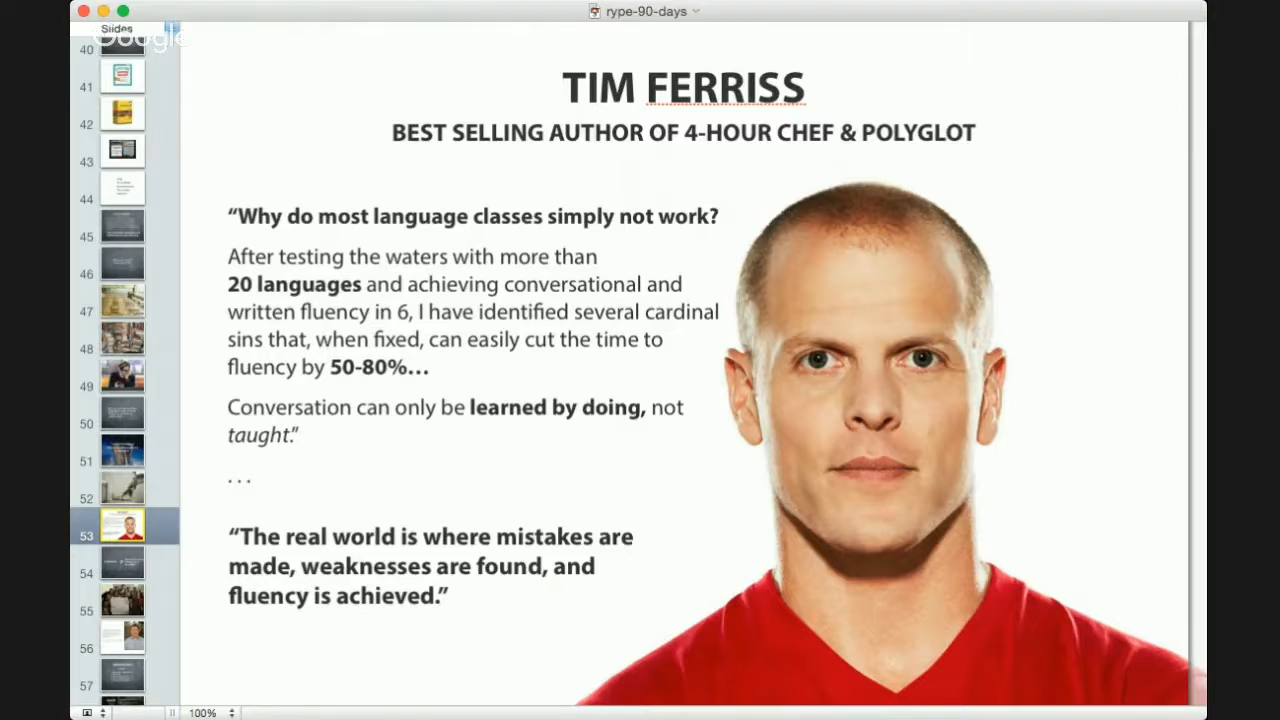 rype-90-days
Slides
Google
40
41
42
43
44
45
46
47
48
49
50
51
52
53
54
55
56
57
TIM FERRISS
BEST SELLING AUTHOR OF 4-HOUR CHEF & POLYGLOT
“Why do most language classes simply not work?
After testing the waters with more than
20 languages and achieving conversational and
written fluency in 6, I have identified several cardinal
sins that, when fixed, can easily cut the time to
fluency by 50-80%…
Conversation can only be learned by doing, not
taught.”
. . .
“The real world is where mistakes are
made, weaknesses are found, and
fluency is achieved.”
100%